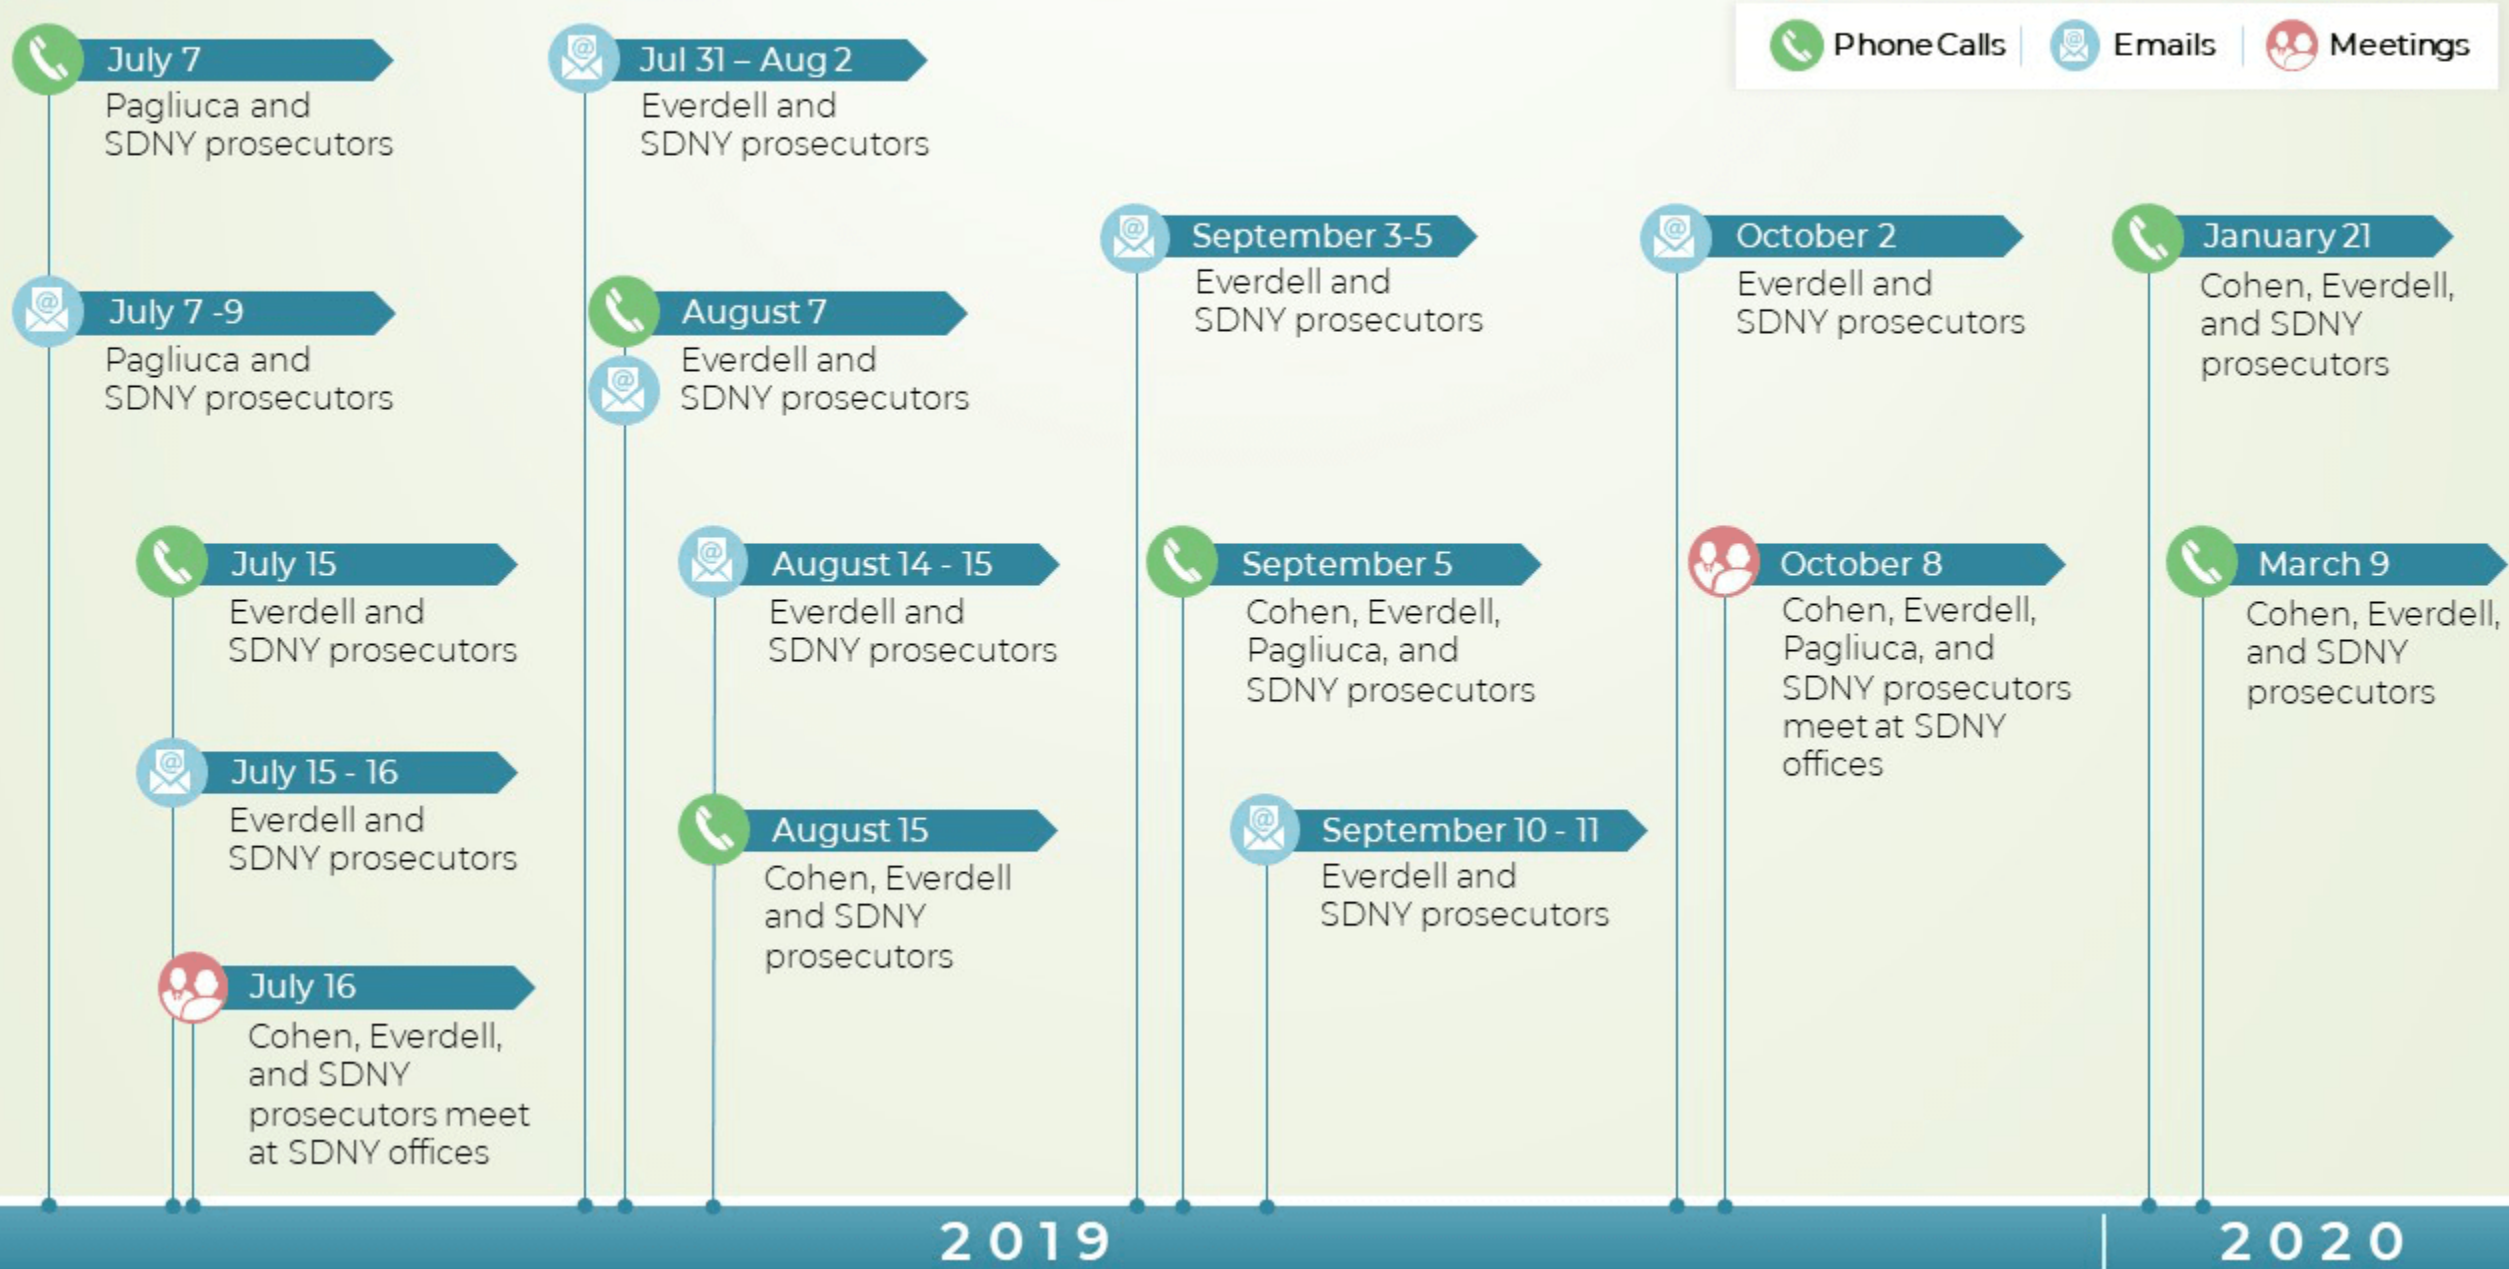 Phone Calls
Emails
Meetings
July 7
Pagliuca and
SDNY prosecutors
July 7 -9
Pagliuca and
SDNY prosecutors
July 15
Everdell and
SDNY prosecutors
July 15 - 16
Everdell and
SDNY prosecutors
July 16
Cohen, Everdell,
and SDNY
prosecutors meet
at SDNY offices
Jul 31 – Aug 2
Everdell and
SDNY prosecutors
August 7
Everdell and
SDNY prosecutors
August 14 - 15
Everdell and
SDNY prosecutors
August 15
Cohen, Everdell
and SDNY
prosecutors
September 3-5
Everdell and
SDNY prosecutors
September 5
Cohen, Everdell,
Pagliuca, and
SDNY prosecutors
September 10 - 11
Everdell and
SDNY prosecutors
October 2
Everdell and
SDNY prosecutors
October 8
Cohen, Everdell,
Pagliuca, and
SDNY prosecutors
meet at SDNY
offices
January 21
Cohen, Everdell,
and SDNY
prosecutors
March 9
Cohen, Everdell,
and SDNY
prosecutors
2019
2020